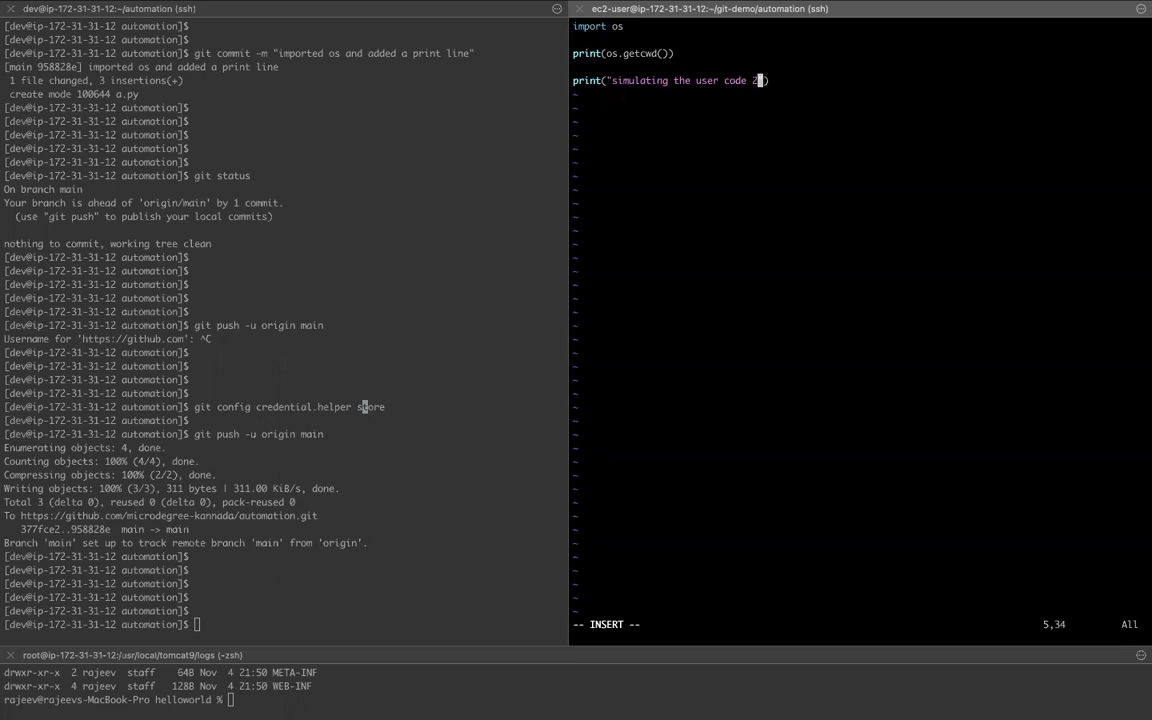 dev@ip-172-31-31-12:~/automation (ssh)
[dev@ip-172-31-31-12 automation]$
[dev@ip-172-31-31-12 automation]$
[dev@ip-172-31-31-12 automation]$ git commit -m "imported os and added a print line"
[main 958828e] imported os and added a print line
 1 file changed, 3 insertions(+)
 create mode 100644 a.py
[dev@ip-172-31-31-12 automation]$
[dev@ip-172-31-31-12 automation]$
[dev@ip-172-31-31-12 automation]$
[dev@ip-172-31-31-12 automation]$
[dev@ip-172-31-31-12 automation]$
[dev@ip-172-31-31-12 automation]$ git status
On branch main
Your branch is ahead of 'origin/main' by 1 commit.
  (use "git push" to publish your local commits)
nothing to commit, working tree clean
[dev@ip-172-31-31-12 automation]$
[dev@ip-172-31-31-12 automation]$
[dev@ip-172-31-31-12 automation]$
[dev@ip-172-31-31-12 automation]$
[dev@ip-172-31-31-12 automation]$
[dev@ip-172-31-31-12 automation]$ git push -u origin main
Username for 'https://github.com': ^C
[dev@ip-172-31-31-12 automation]$
[dev@ip-172-31-31-12 automation]$
[dev@ip-172-31-31-12 automation]$
[dev@ip-172-31-31-12 automation]$
[dev@ip-172-31-31-12 automation]$ git config credential.helper store
[dev@ip-172-31-31-12 automation]$
[dev@ip-172-31-31-12 automation]$ git push -u origin main
Enumerating objects: 4, done.
Counting objects: 100% (4/4), done.
Compressing objects: 100% (2/2), done.
Writing objects: 100% (3/3), 311 bytes | 311.00 KiB/s, done.
Total 3 (delta 0), reused 0 (delta 0), pack-reused 0
To https://github.com/microdegree-kannada/automation.git
   377fce2..958828e  main -> main
Branch 'main' set up to track remote branch 'main' from 'origin'.
[dev@ip-172-31-31-12 automation]$
[dev@ip-172-31-31-12 automation]$
[dev@ip-172-31-31-12 automation]$
[dev@ip-172-31-31-12 automation]$
[dev@ip-172-31-31-12 automation]$
[dev@ip-172-31-31-12 automation]$
ec2-user@ip-172-31-31-12:~/git-demo/automation (ssh)
import os
print(os.getcwd())
print("simulating the user code 2")
-- INSERT --                    5,34          All
root@ip-172-31-31-12:/usr/local/tomcat9/logs (-zsh)
drwxr-xr-x  2 rajeev  staff    64B Nov  4 21:50 META-INF
drwxr-xr-x  4 rajeev  staff   128B Nov  4 21:50 WEB-INF
rajeev@rajeevs-MacBook-Pro helloworld %